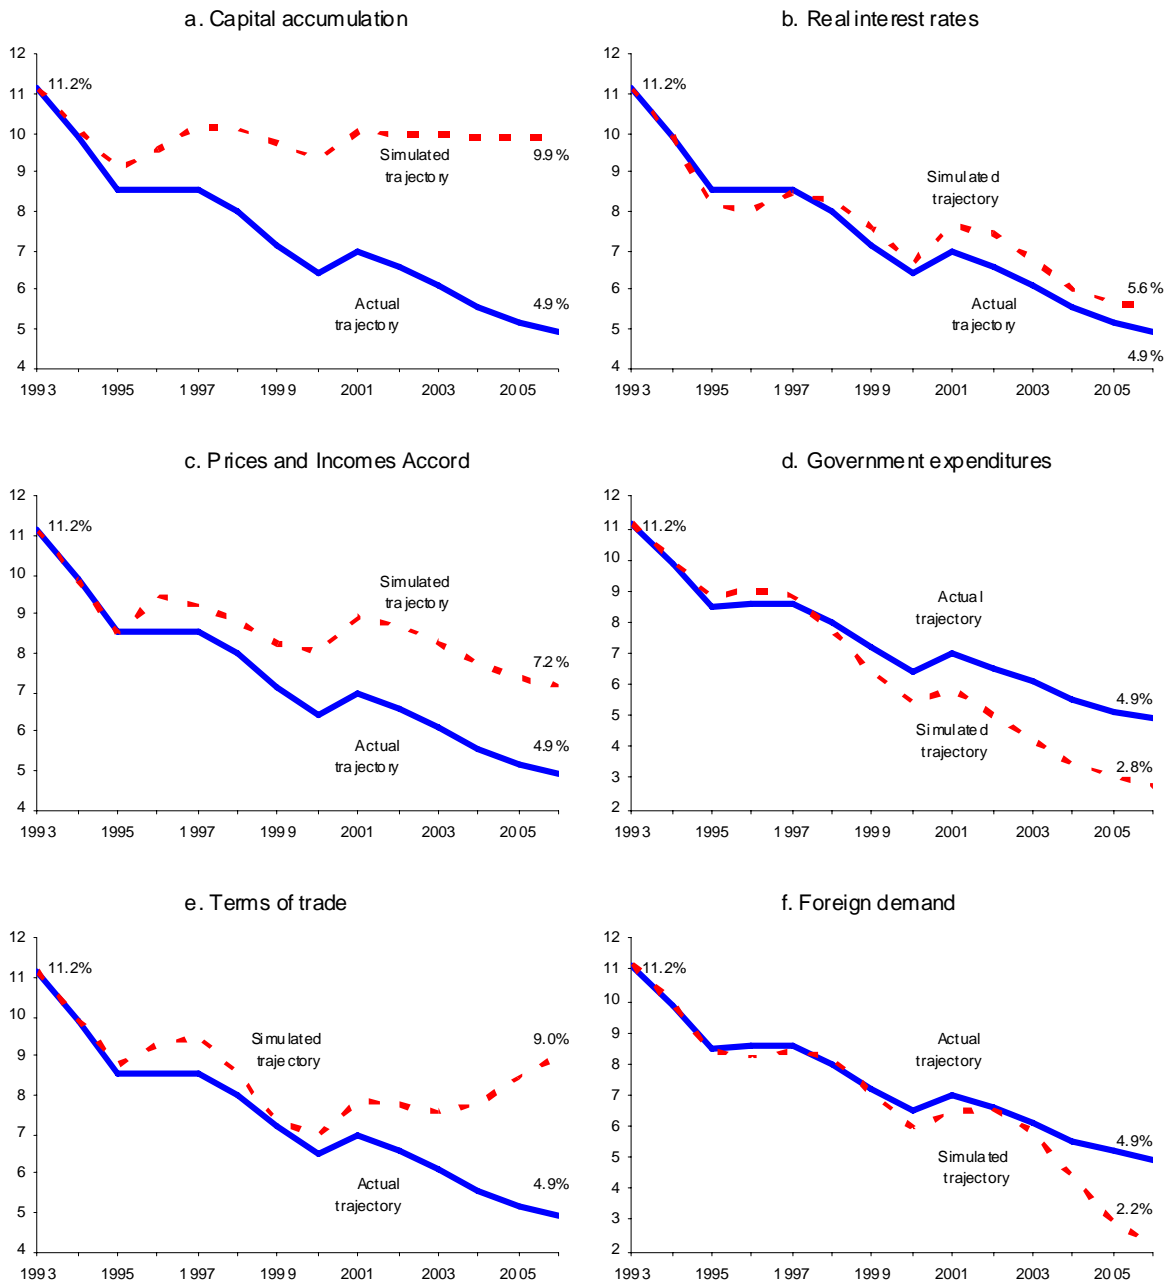 a. Capital accumulation
12
11
10
9
8
7
6
5
4
11.2%
Simulated
trajectory
9.9%
Actual
trajectory
4.9%
1993 1995 1997 1999 2001 2003 2005
b. Real interest rates
12
11
10
9
8
7
6
5
4
11.2%
Simulated
trajectory
5.6%
Actual
trajectory
4.9%
1993 1995 1997 1999 2001 2003 2005
c. Prices and Incomes Accord
12
11
10
9
8
7
6
5
4
11.2%
Simulated
trajectory
7.2%
Actual
trajectory
4.9%
1993 1995 1997 1999 2001 2003 2005
d. Government expenditures
12
11
10
9
8
7
6
5
4
3
2
11.2%
Actual
trajectory
4.9%
Simulated
trajectory
2.8%
1993 1995 1997 1999 2001 2003 2005
e. Terms of trade
12
11
10
9
8
7
6
5
4
11.2%
Simulated
trajectory
9.0%
Actual
trajectory
4.9%
1993 1995 1997 1999 2001 2003 2005
f. Foreign demand
12
11
10
9
8
7
6
5
4
3
2
11.2%
Actual
trajectory
4.9%
Simulated
trajectory
2.2%
1993 1995 1997 1999 2001 2003 2005